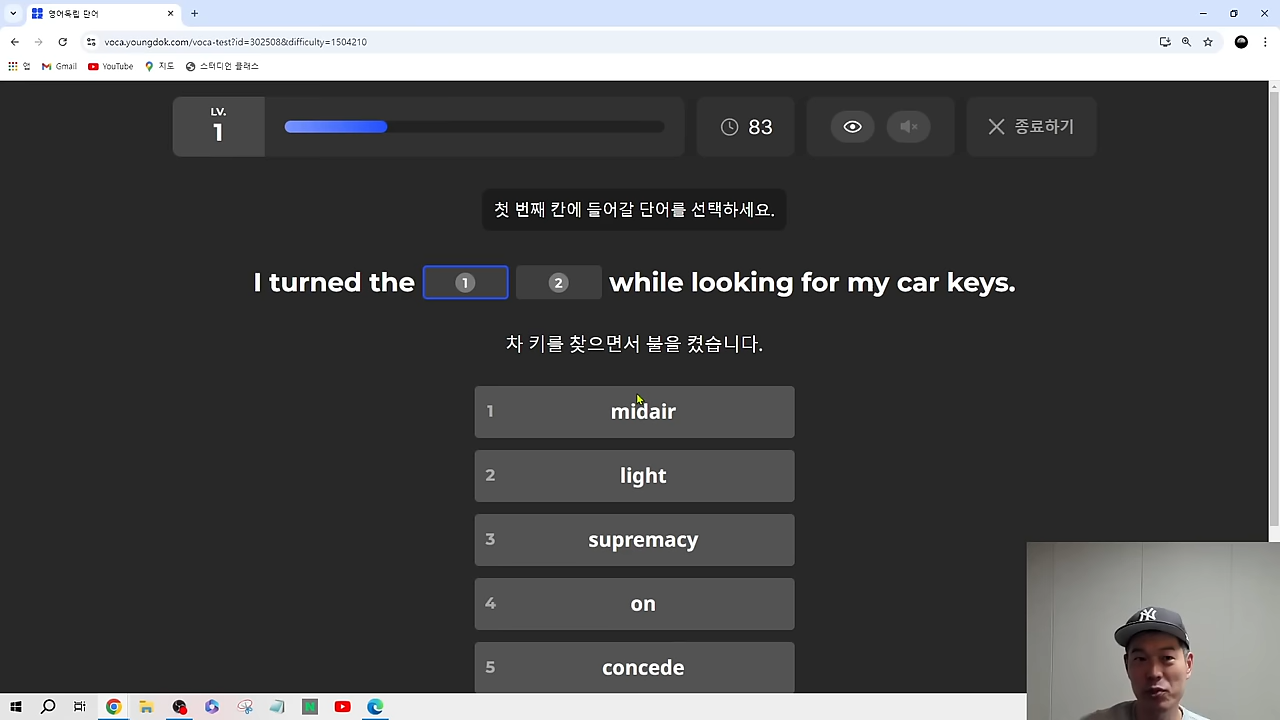 영어독립 단어
voca.youngdok.com/voca-test?id=302508&difficulty=1504210
앱 Gmail YouTube 지도 스터디언 클래스
LV.
1
83
종료하기
첫 번째 칸에 들어갈 단어를 선택하세요.
I turned the 1 2 while looking for my car keys.
차 키를 찾으면서 불을 켰습니다.
1 midair
2 light
3 supremacy
4 on
5 concede